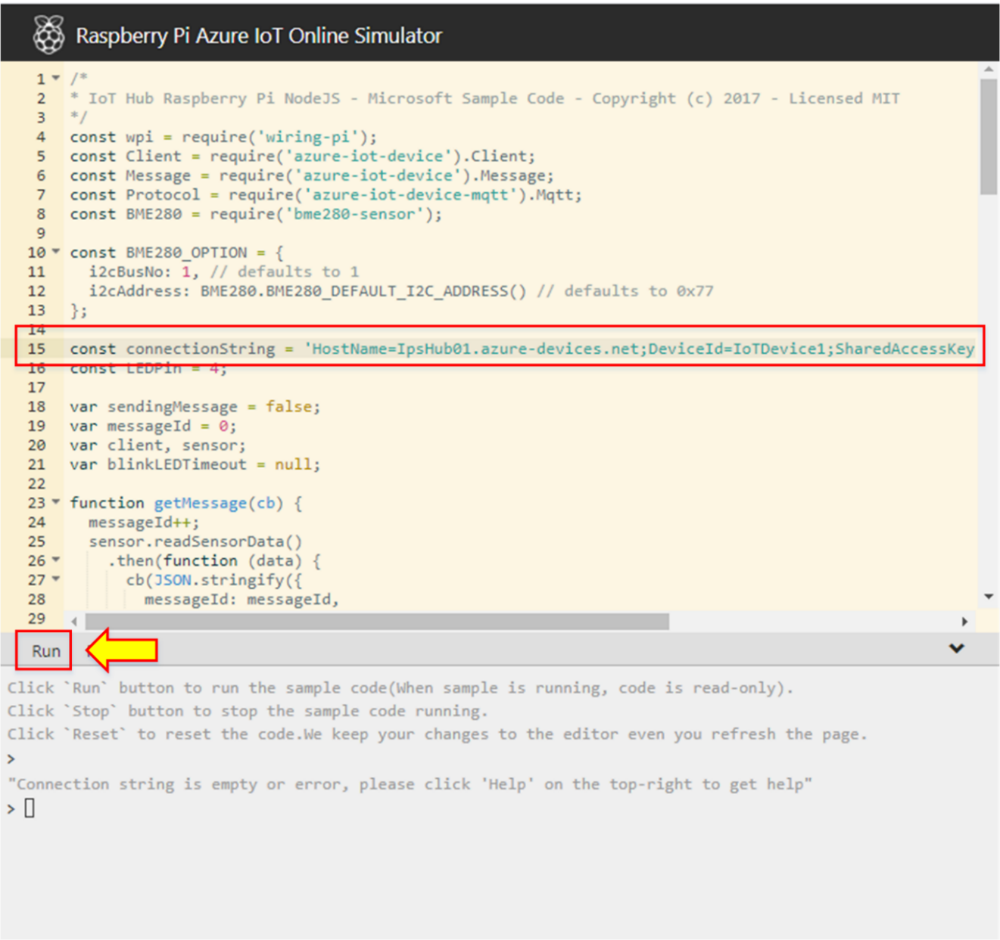 Raspberry Pi Azure IoT Online Simulator
1 /*
2 * IoT Hub Raspberry Pi NodeJS - Microsoft Sample Code - Copyright (c) 2017 - Licensed MIT
3 */
4 const wpi = require('wiring-pi');
5 const Client = require('azure-iot-device').Client;
6 const Message = require('azure-iot-device').Message;
7 const Protocol = require('azure-iot-device-mqtt').Mqtt;
8 const BME280 = require('bme280-sensor');
9
10 const BME280_OPTION = {
11 i2cBusNo: 1, // defaults to 1
12 i2cAddress: BME280.BME280_DEFAULT_I2C_ADDRESS() // defaults to 0x77
13 };
14
15 const connectionString = 'HostName=IpsHub01.azure-devices.net;DeviceId=IoTDevice1;SharedAccessKey
16 const LEDPin = 4;
17
18 var sendingMessage = false;
19 var messageId = 0;
20 var client, sensor;
21 var blinkLEDTimeout = null;
22
23 function getMessage(cb) {
24 messageId++;
25 sensor.readSensorData()
26 .then(function (data) {
27 cb(JSON.stringify({
28 messageId: messageId,
29
Run
Click `Run` button to run the sample code(When sample is running, code is read-only).
Click `Stop` button to stop the sample code running.
Click `Reset` to reset the code.We keep your changes to the editor even you refresh the page.
>
"Connection string is empty or error, please click 'Help' on the top-right to get help"
>